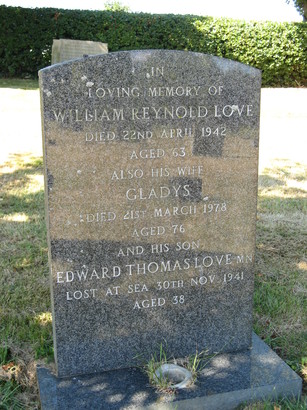 IN
LOVING MEMORY OF
WILLIAM REYNOLD LOVE
DIED 22ND APRIL 1942
AGED 63
ALSO HIS WIFE
GLADYS
DIED 21ST MARCH 1978
AGED 76
AND HIS SON
EDWARD THOMAS LOVE MN
LOST AT SEA 30TH NOV 1941
AGED 38